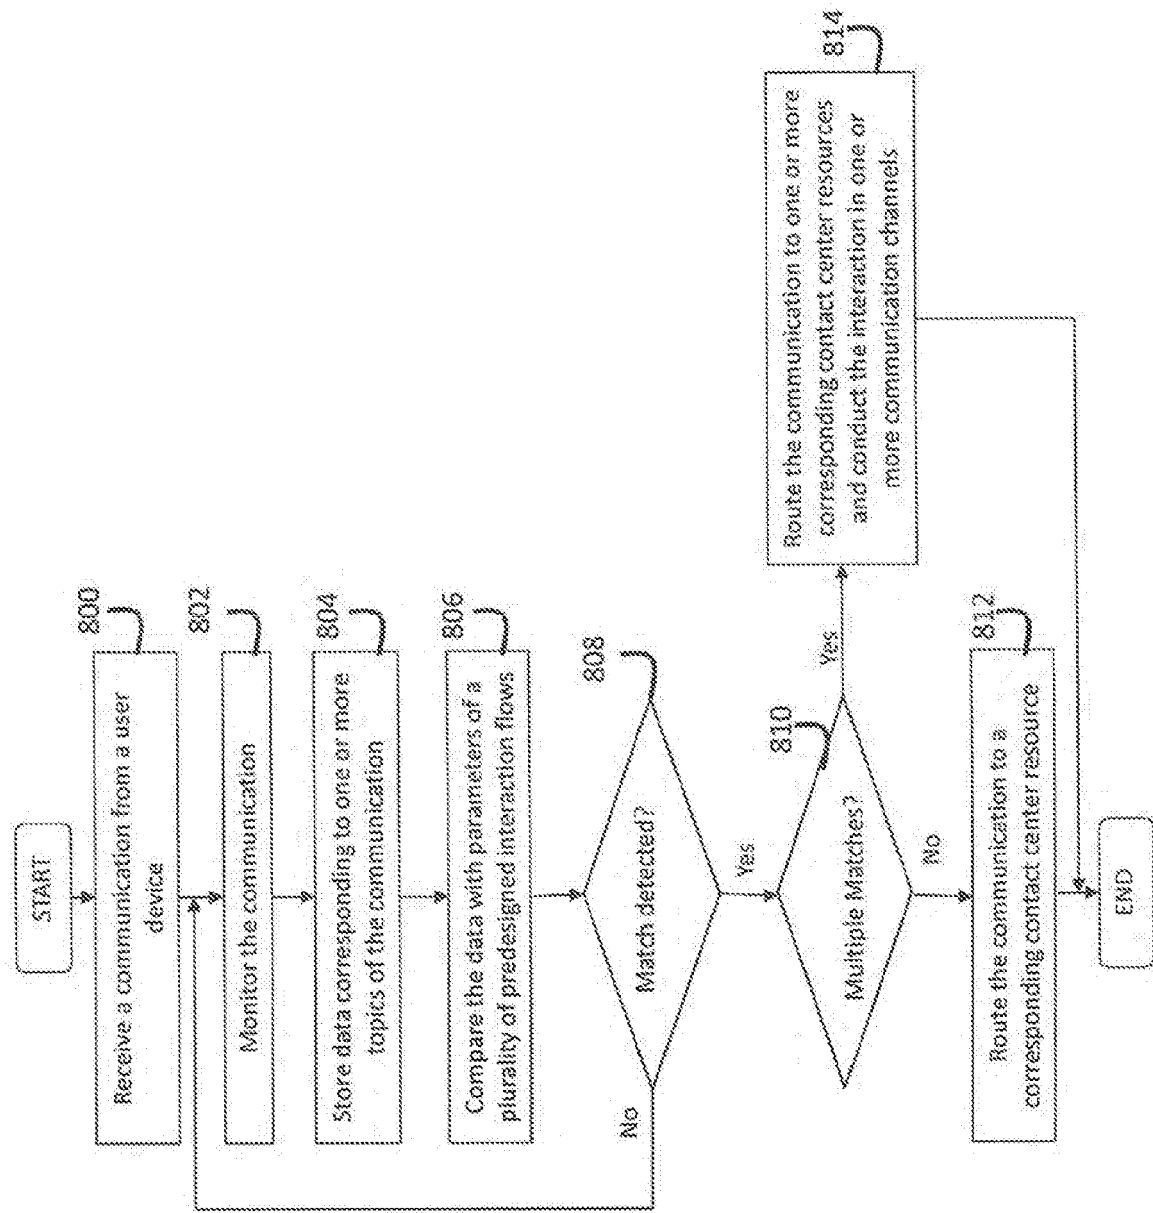 START
800
Receive a communication from a user
device
802
Monitor the communication
804
Store data corresponding to one or more
topics of the communication
806
Compare the data with parameters of a
plurality of predesigned interaction flows
808
Match detected?
No
Yes
810
Multiple Matches?
Yes
No
814
Route the communication to one or more
corresponding contact center resources
and conduct the interaction in one or
more communication channels
812
Route the communication to a
corresponding contact center resource
END